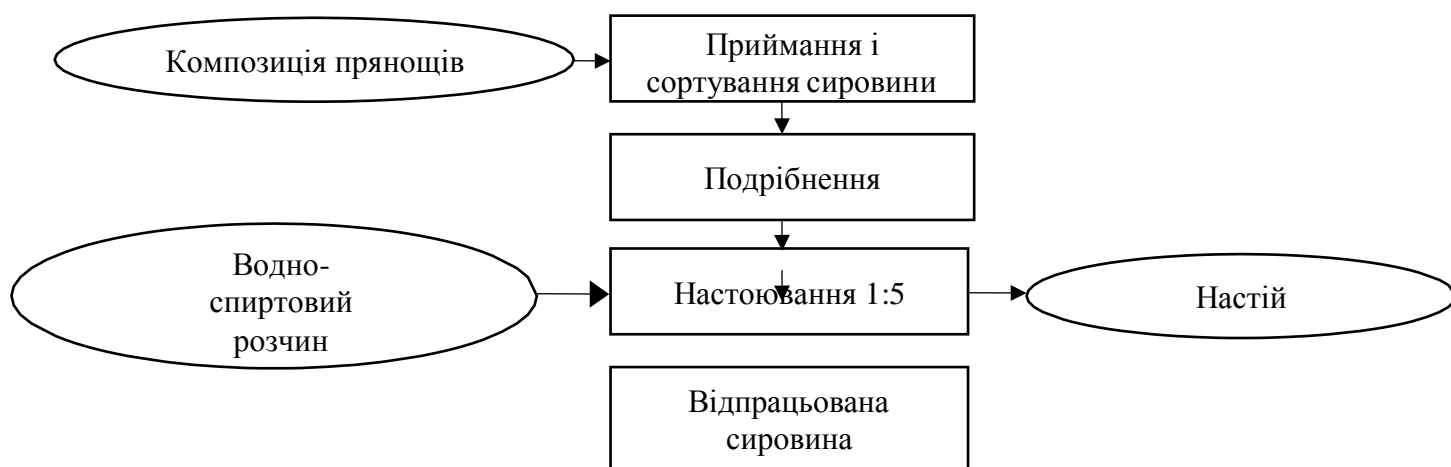 Композиція прянощів
Приймання і
сортування сировини
Подрібнення
Водно-
спиртовий
розчин
Настоювання 1:5
Настій
Відпрацьована
сировина